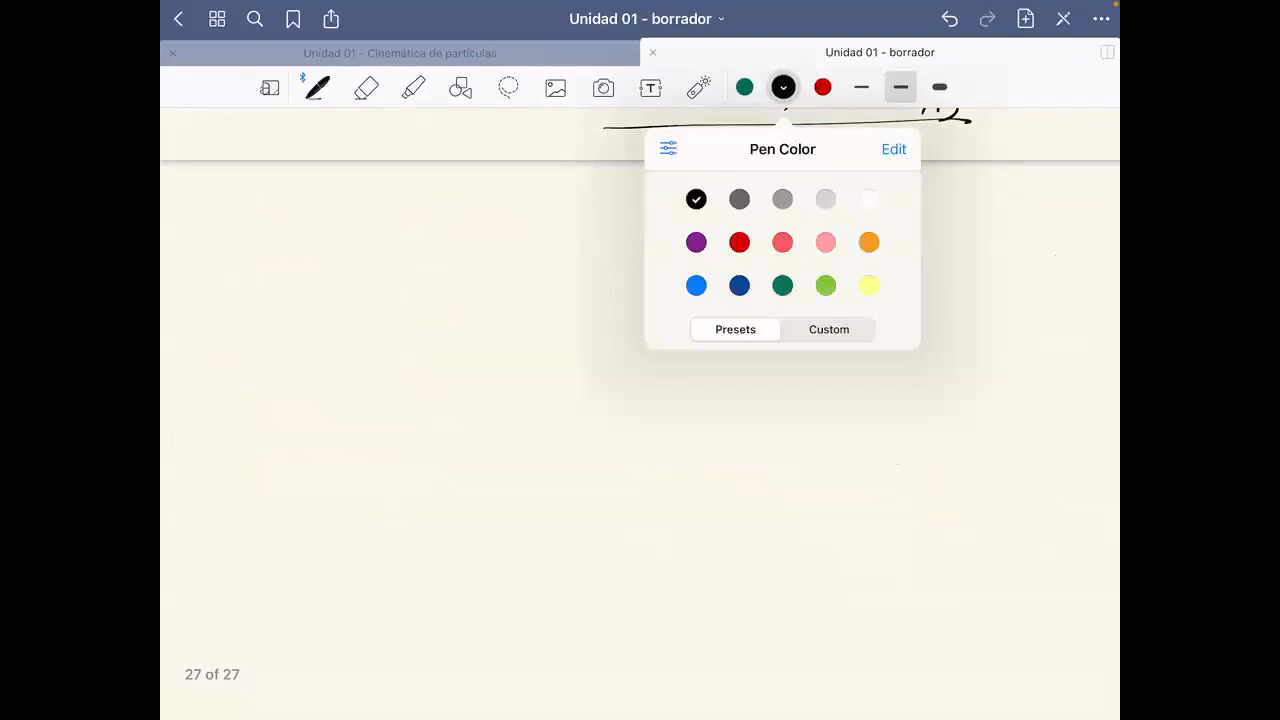 Unidad 01 - borrador
Unidad 01 - Cinemática de partículas
Unidad 01 - borrador
T
Pen Color
Edit
Presets
Custom
27 of 27